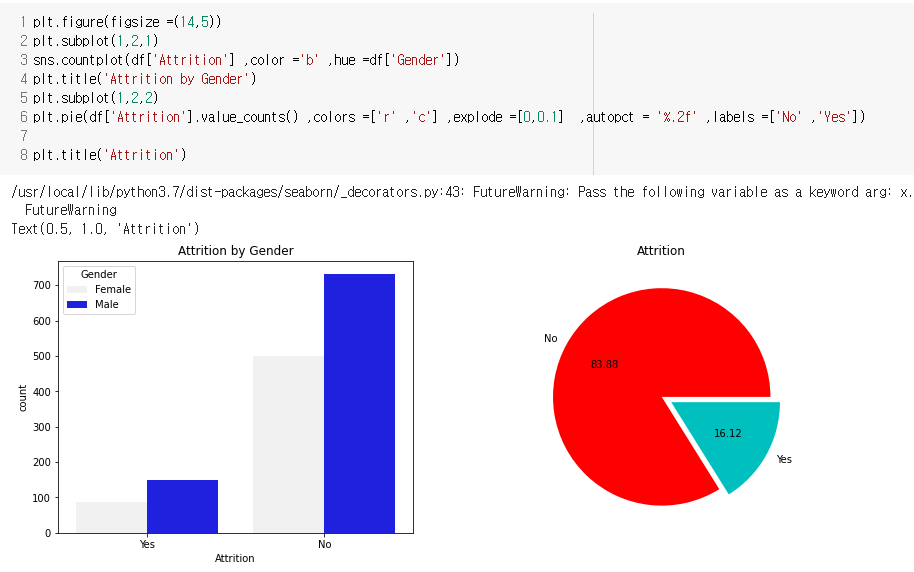 1 plt.figure(figsize =(14,5))
2 plt.subplot(1,2,1)
3 sns.countplot(df['Attrition'] ,color ='b' ,hue =df['Gender'])
4 plt.title('Attrition by Gender')
5 plt.subplot(1,2,2)
6 plt.pie(df['Attrition'].value_counts() ,colors =['r' ,'c'] ,explode =[0,0.1]  ,autopct = '%.2f' ,labels =['No' ,'Yes'])
7
8 plt.title('Attrition')
/usr/local/lib/python3.7/dist-packages/seaborn/_decorators.py:43: FutureWarning: Pass the following variable as a keyword arg: x.
  FutureWarning
Text(0.5, 1.0, 'Attrition')
Attrition by Gender
Gender
Female
Male
700
600
500
400
300
200
100
0
count
Yes
No
Attrition
Attrition
No
83.88
16.12
Yes